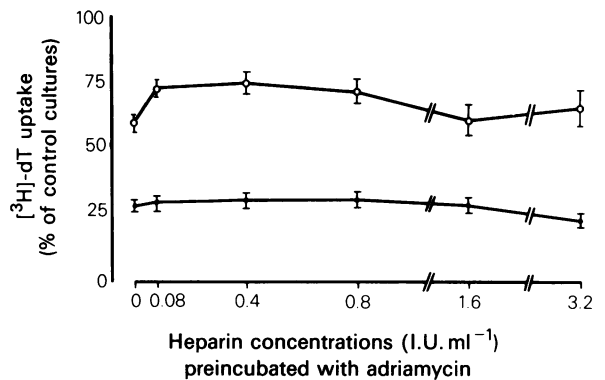 100
75
50
25
0
[³H]-dT uptake
(% of control cultures)
0 0.08 0.4 0.8 1.6 3.2
Heparin concentrations (I.U. ml⁻¹)
preincubated with adriamycin